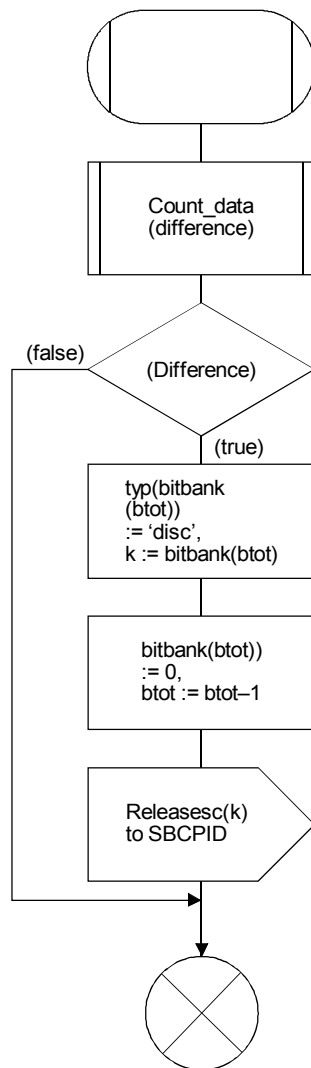 Count_data
(difference)
(false)
(Difference)
(true)
typ(bitbank
(btot))
:= ‘disc’,
k := bitbank(btot)
bitbank(btot))
:= 0,
btot := btot–1
Releasesc(k)
to SBCPID